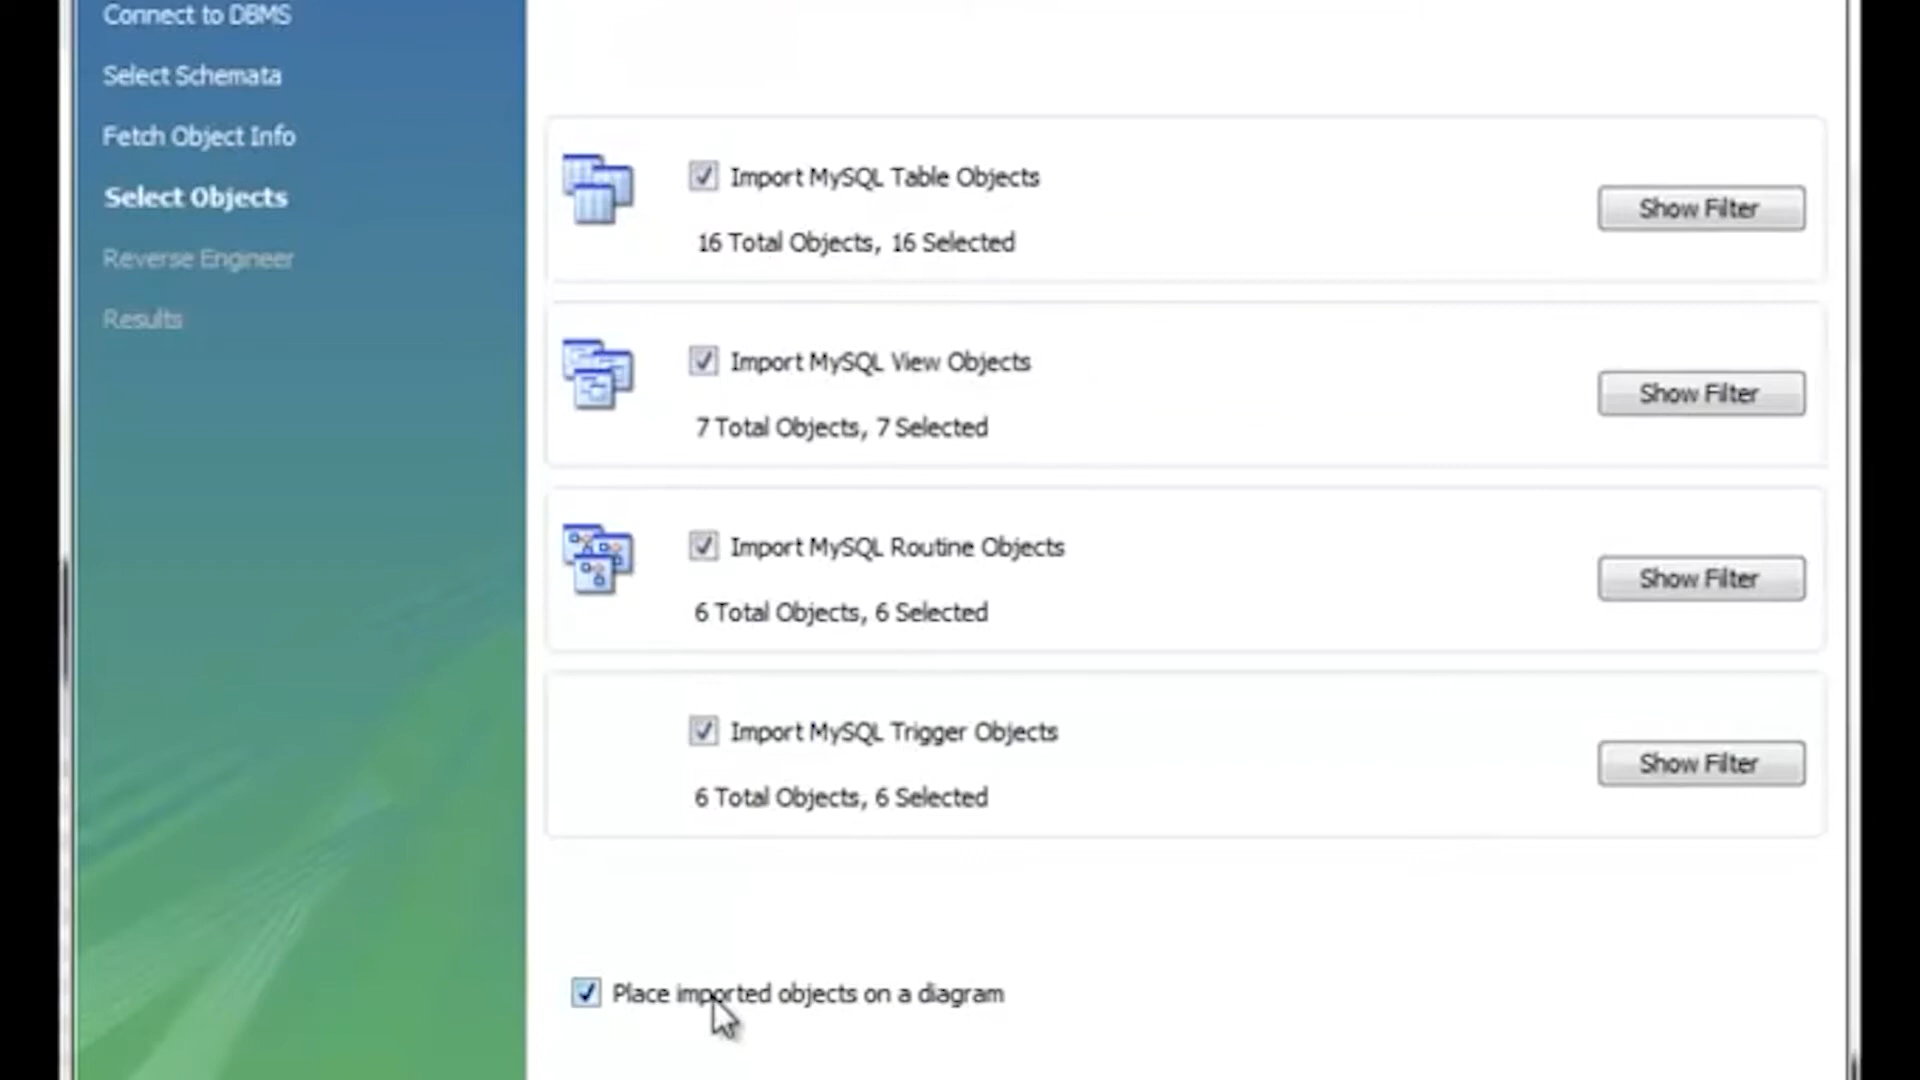 Connect to DBMS
Select Schemata
Fetch Object Info
Select Objects
Reverse Engineer
Results
Import MySQL Table Objects
16 Total Objects, 16 Selected
Show Filter
Import MySQL View Objects
7 Total Objects, 7 Selected
Show Filter
Import MySQL Routine Objects
6 Total Objects, 6 Selected
Show Filter
Import MySQL Trigger Objects
6 Total Objects, 6 Selected
Show Filter
Place imported objects on a diagram